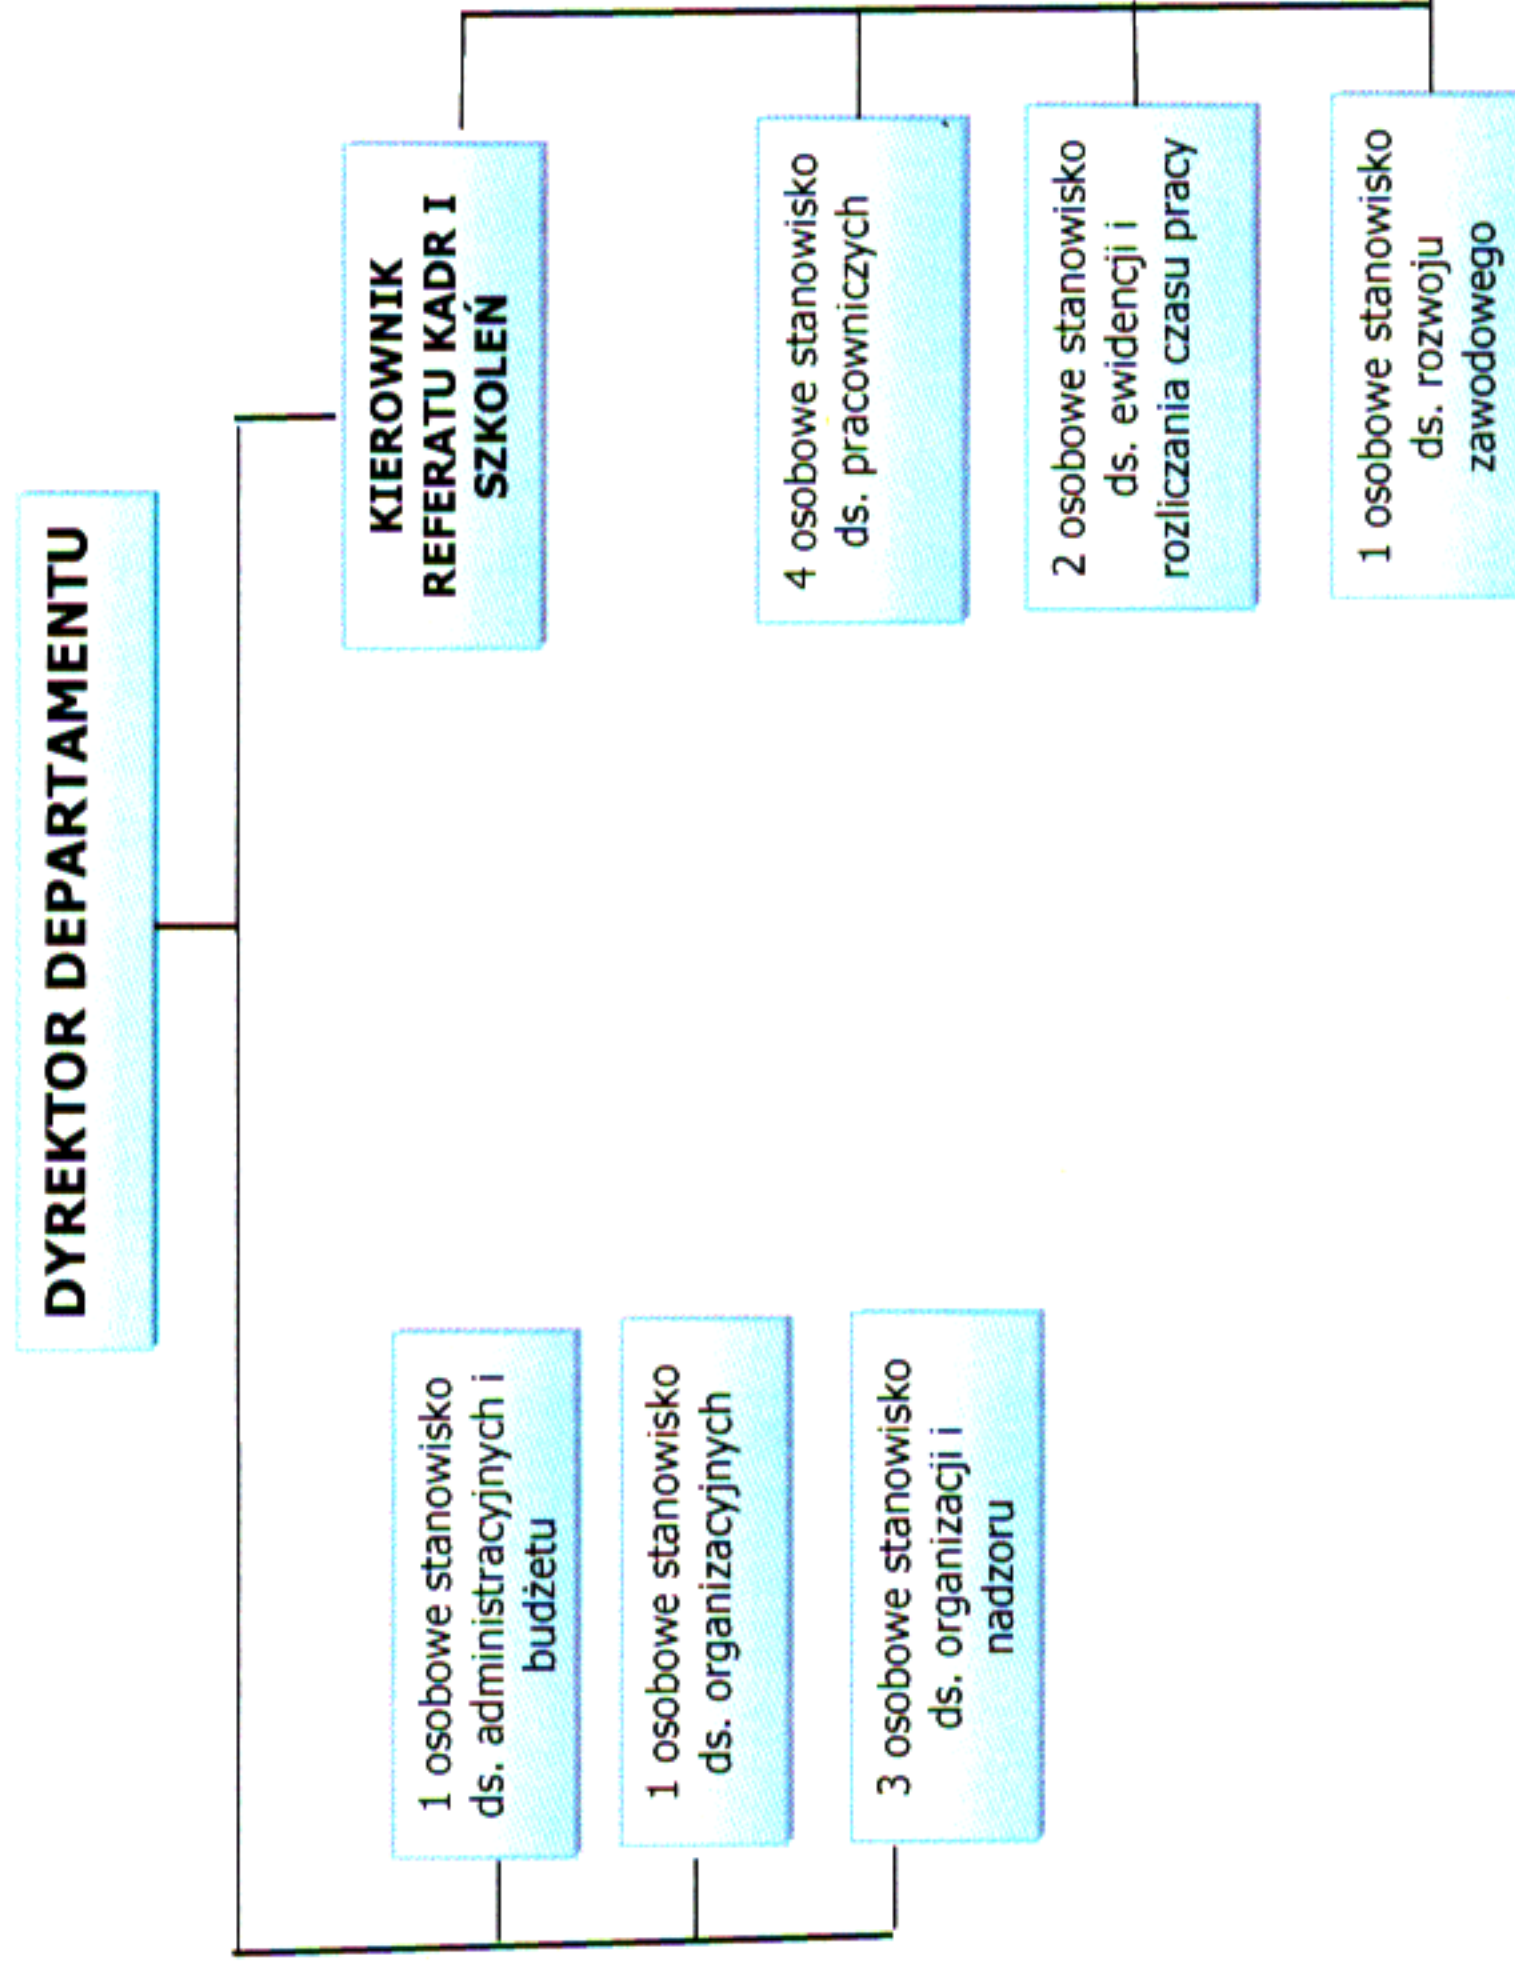 DYREKTOR DEPARTAMENTU
1 osobowe stanowisko
ds. administracyjnych i
budżetu
1 osobowe stanowisko
ds. organizacyjnych
3 osobowe stanowisko
ds. organizacji i
nadzoru
KIEROWNIK
REFERATU KADR I
SZKOLEŃ
4 osobowe stanowisko
ds. pracowniczych
2 osobowe stanowisko
ds. ewidencji i
rozliczania czasu pracy
1 osobowe stanowisko
ds. rozwoju
zawodowego